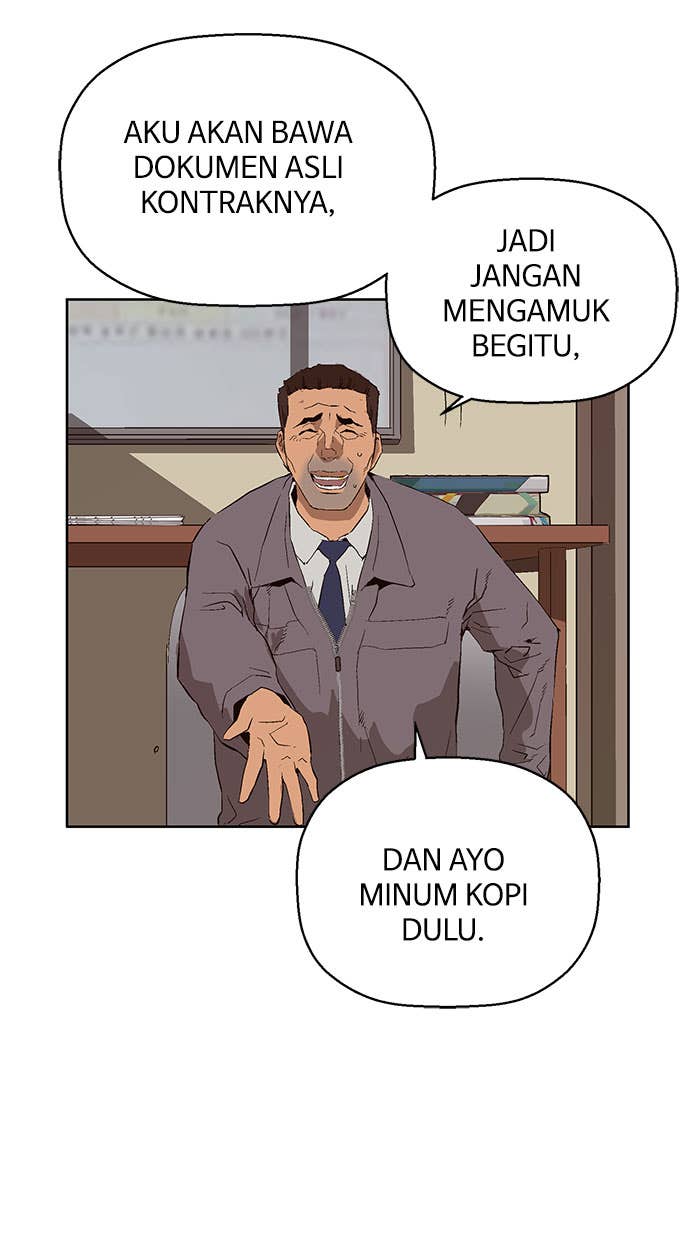 AKU AKAN BAWA
DOKUMEN ASLI
KONTRAKNYA,
JADI
JANGAN
MENGAMUK
BEGITU,
DAN AYO
MINUM KOPI
DULU.